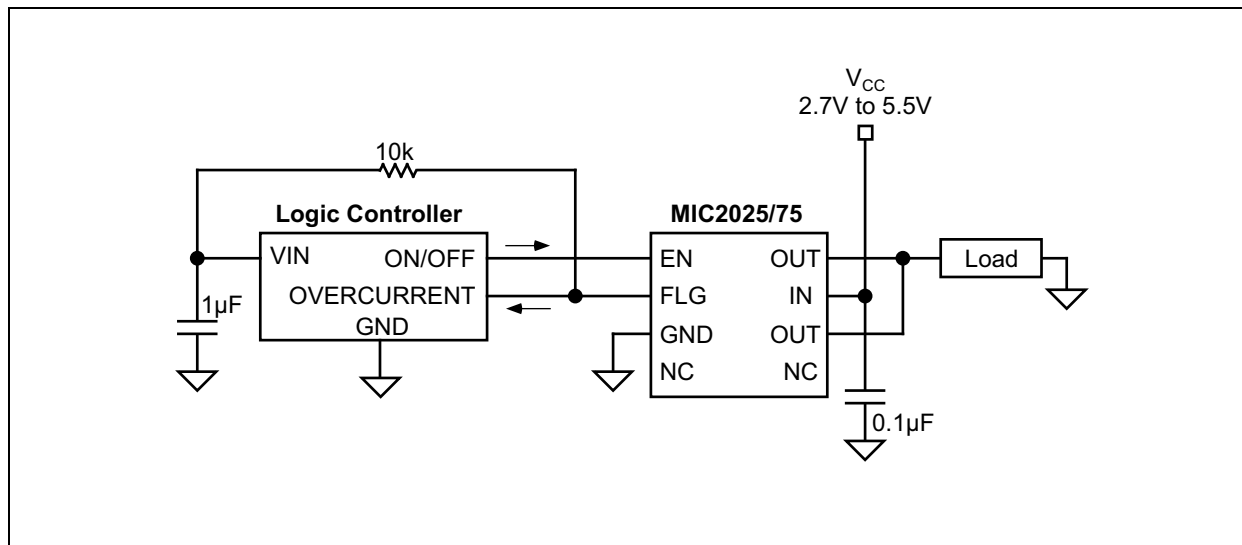 V_CC
2.7V to 5.5V
10k
Logic Controller
MIC2025/75
VIN
ON/OFF
OVERCURRENT
GND
1µF
EN
FLG
GND
NC
OUT
IN
OUT
NC
Load
0.1µF